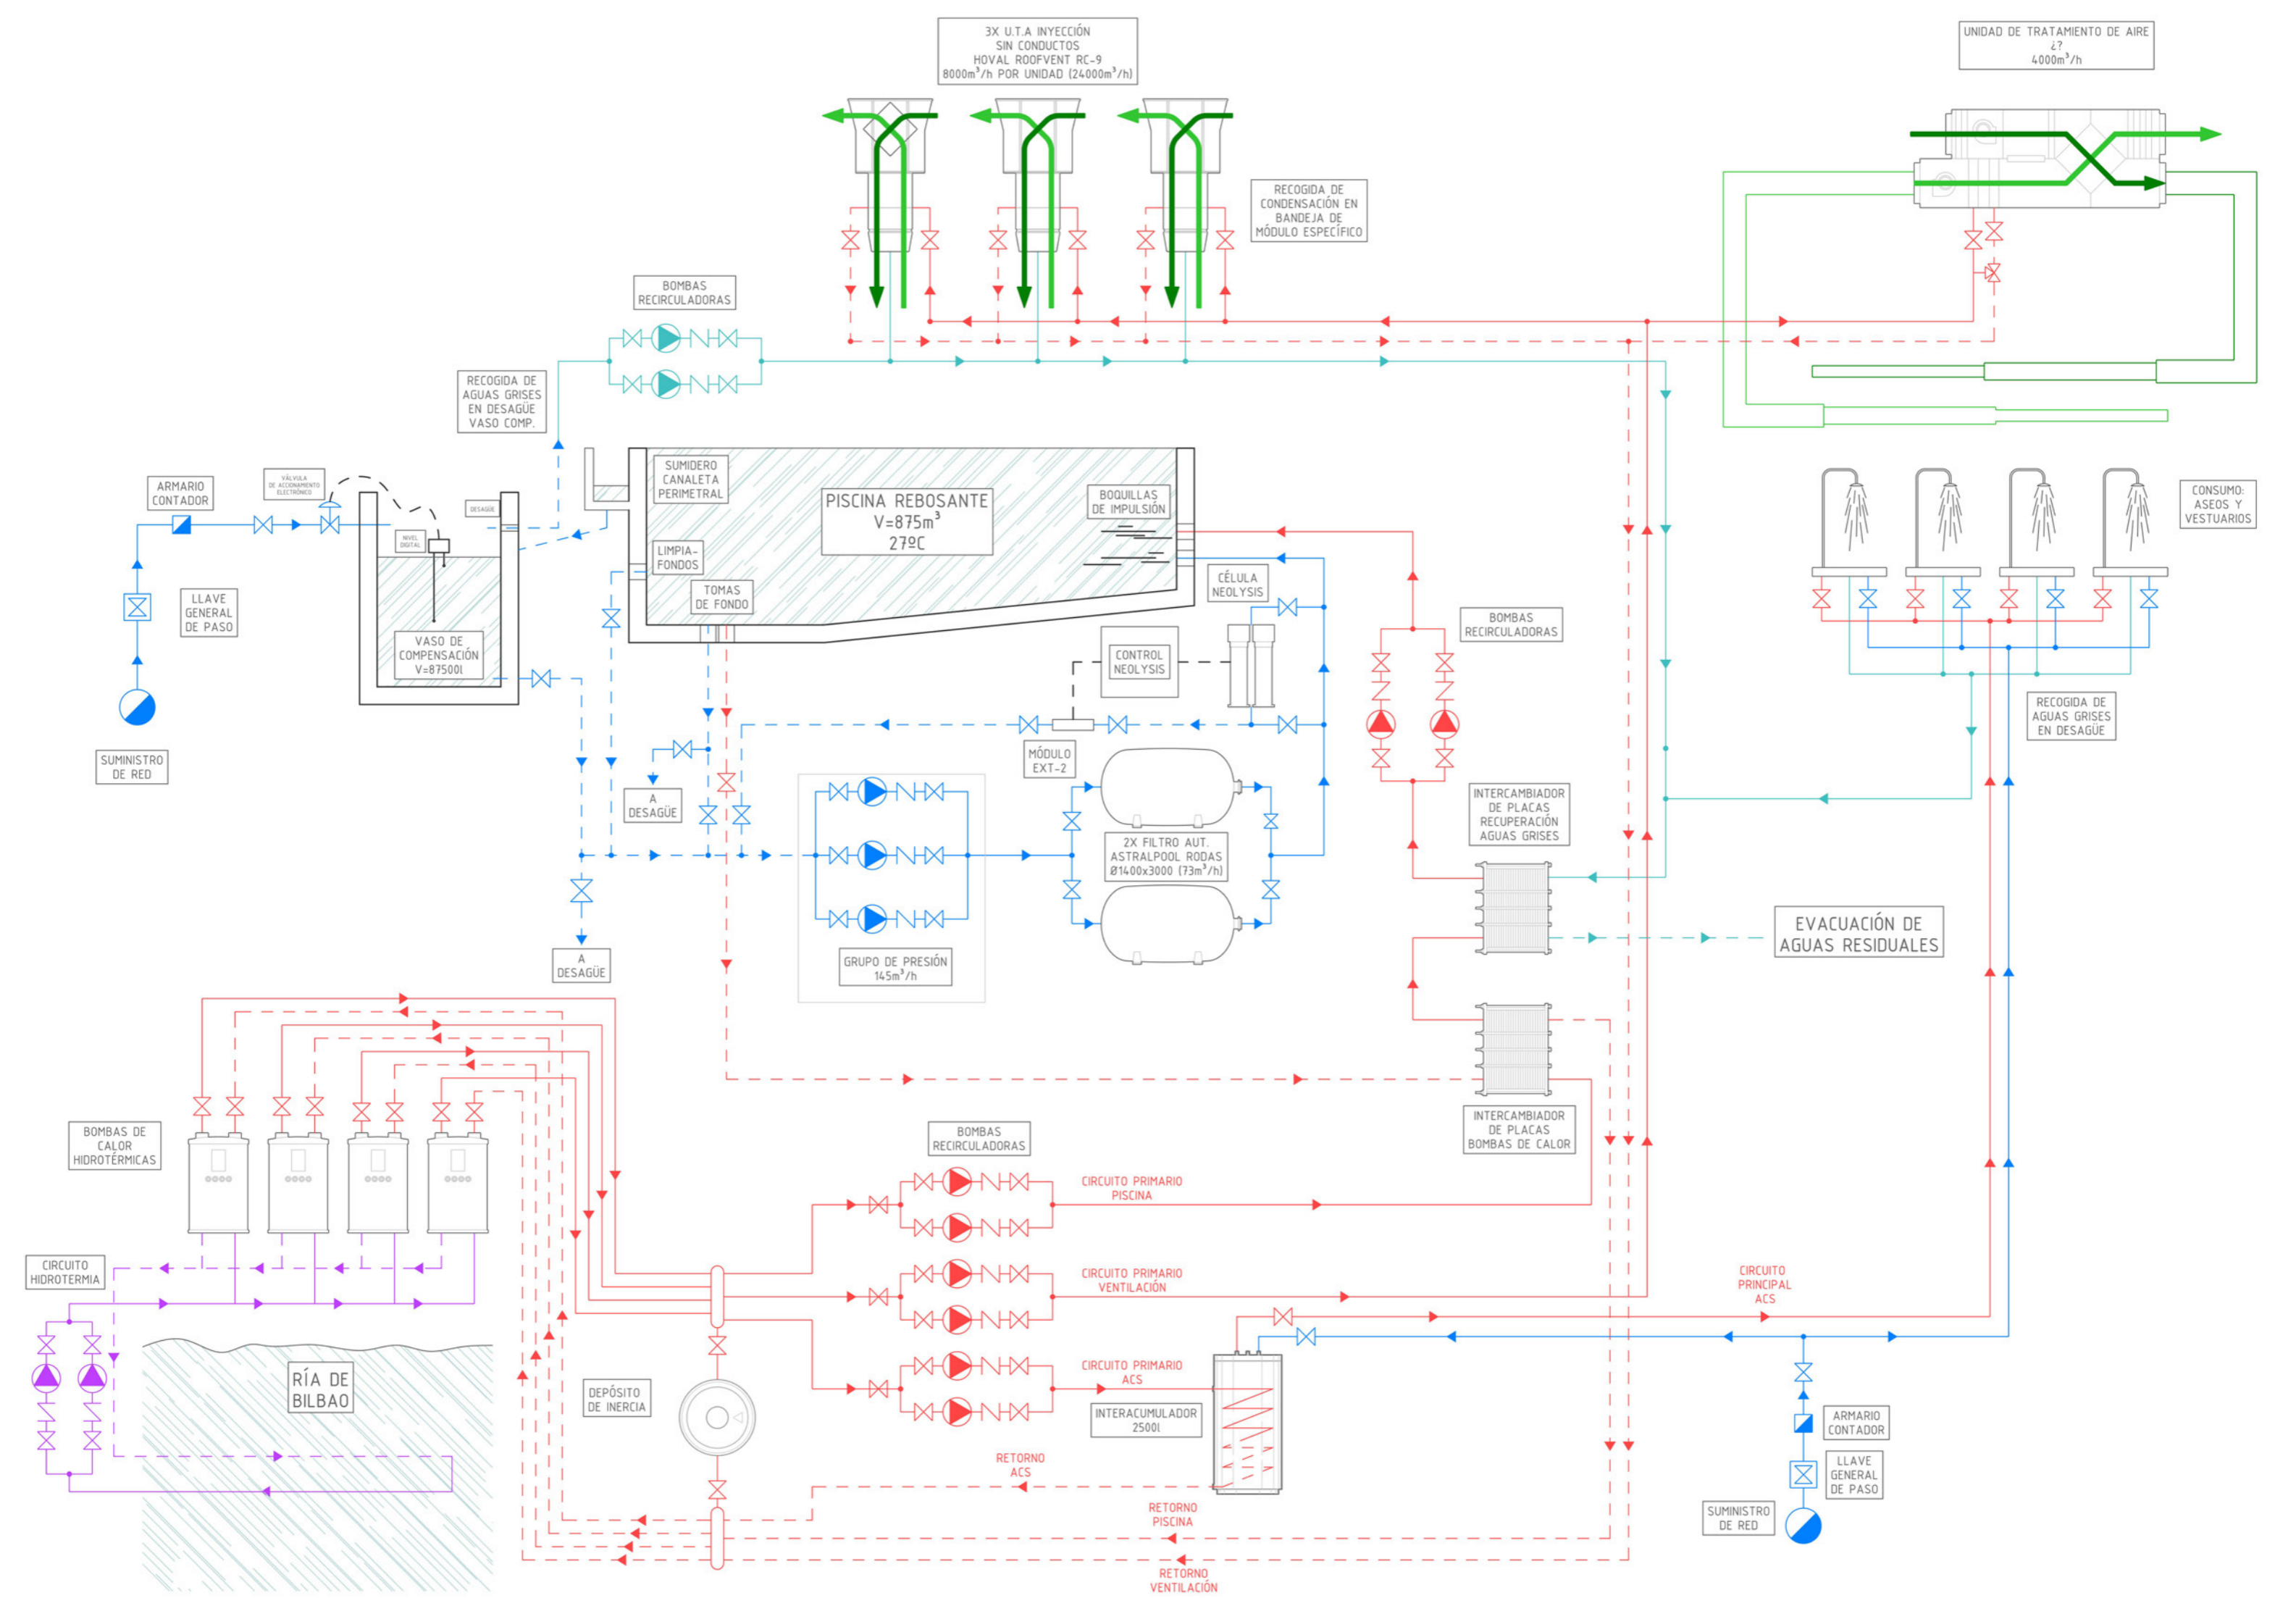 3X U.T.A INYECCIÓN
SIN CONDUCTOS
HOVAL ROOFVENT RC-9
8000m³/h POR UNIDAD (24000m³/h)
UNIDAD DE TRATAMIENTO DE AIRE
¿?
4000m³/h
RECOGIDA DE
CONDENSACIÓN EN
BANDEJA DE
MÓDULO ESPECÍFICO
BOMBAS
RECIRCULADORAS
RECOGIDA DE
AGUAS GRISES
EN DESAGÜE
VASO COMP.
ARMARIO
CONTADOR
VÁLVULA
DE ACCIONAMIENTO
ELECTRÓNICO
DESAGÜE
NIVEL
DIGITAL
SUMIDERO
CANALETA
PERIMETRAL
PISCINA REBOSANTE
V=875m³
27ºC
BOQUILLAS
DE IMPULSIÓN
CONSUMO:
ASEOS Y
VESTUARIOS
LIMPIA-
FONDOS
TOMAS
DE FONDO
CÉLULA
NEOLYSIS
LLAVE
GENERAL
DE PASO
VASO DE
COMPENSACIÓN
V=87500l
CONTROL
NEOLYSIS
BOMBAS
RECIRCULADORAS
SUMINISTRO
DE RED
MÓDULO
EXT-2
RECOGIDA DE
AGUAS GRISES
EN DESAGÜE
A
DESAGÜE
INTERCAMBIADOR
DE PLACAS
RECUPERACIÓN
AGUAS GRISES
2X FILTRO AUT.
ASTRALPOOL RODAS
Ø1400x3000 (73m³/h)
A
DESAGÜE
GRUPO DE PRESIÓN
145m³/h
EVACUACIÓN DE
AGUAS RESIDUALES
BOMBAS DE
CALOR
HIDROTÉRMICAS
BOMBAS
RECIRCULADORAS
INTERCAMBIADOR
DE PLACAS
BOMBAS DE CALOR
CIRCUITO PRIMARIO
PISCINA
CIRCUITO
HIDROTERMIA
CIRCUITO PRIMARIO
VENTILACIÓN
CIRCUITO
PRINCIPAL
ACS
RÍA DE
BILBAO
DEPÓSITO
DE INERCIA
CIRCUITO PRIMARIO
ACS
INTERACUMULADOR
2500l
ARMARIO
CONTADOR
RETORNO
ACS
LLAVE
GENERAL
DE PASO
RETORNO
PISCINA
SUMINISTRO
DE RED
RETORNO
VENTILACIÓN